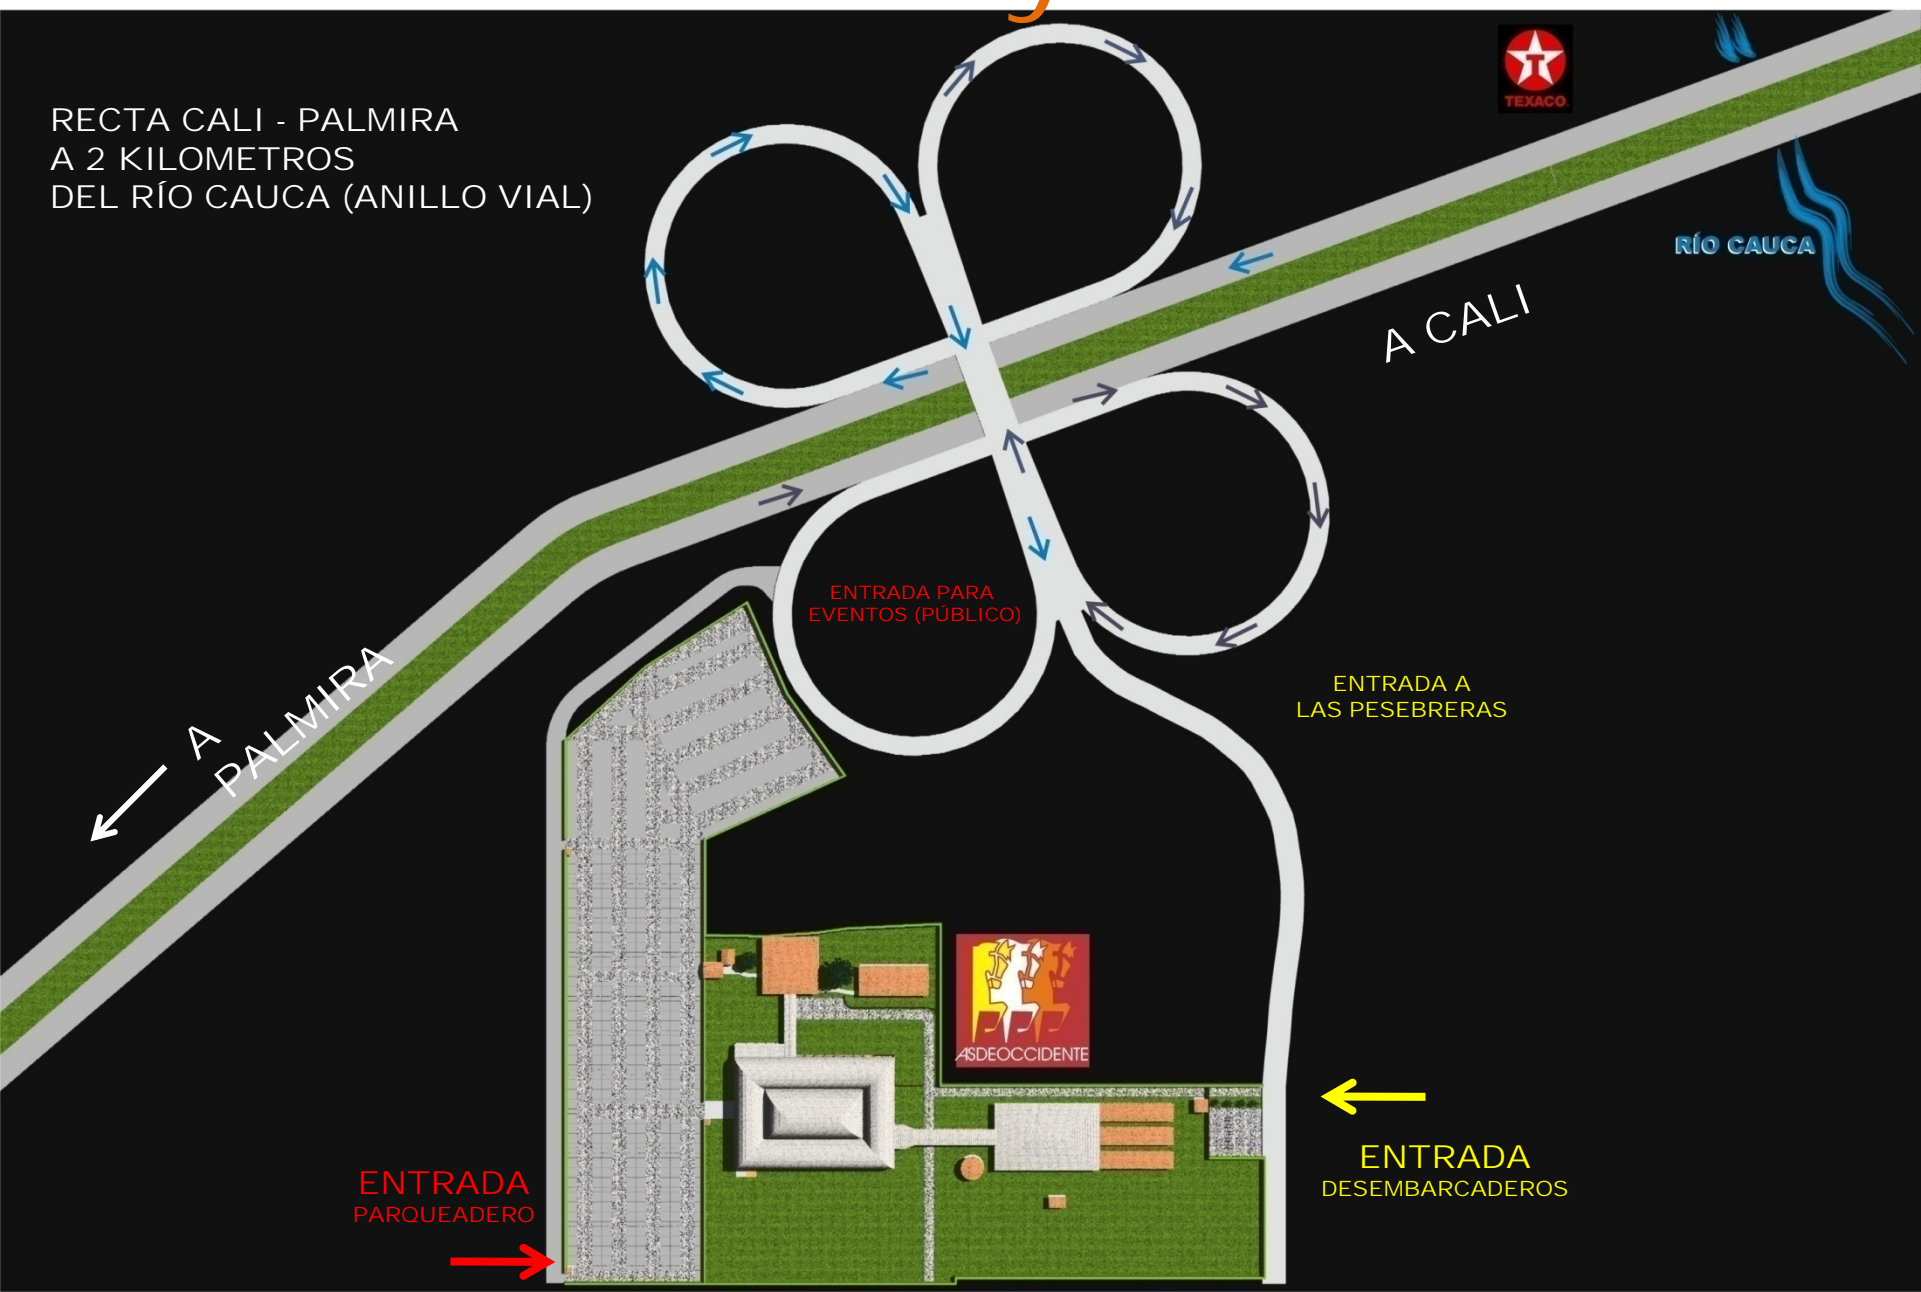 RECTA CALI - PALMIRA
A 2 KILOMETROS
DEL RÍO CAUCA (ANILLO VIAL)
TEXACO
RÍO CAUCA
A CALI
ENTRADA PARA
EVENTOS (PÚBLICO)
A
PALMIRA
ENTRADA A
LAS PESEBRERAS
ASDEOCCIDENTE
ENTRADA
DESEMBARCADEROS
ENTRADA
PARQUEADERO